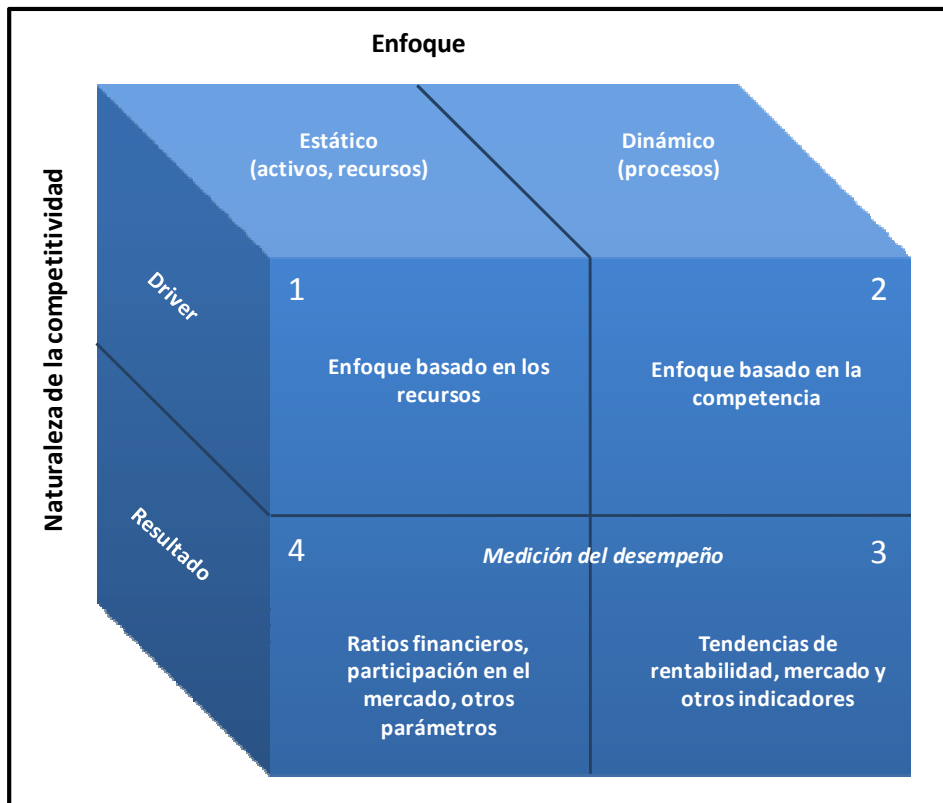 Enfoque
Estático
(activos, recursos)
Dinámico
(procesos)
Naturaleza de la competitividad
Driver
Resultado
1
Enfoque basado en los
recursos
2
Enfoque basado en la
competencia
4
Medición del desempeño
3
Ratios financieros,
participación en el
mercado, otros
parámetros
Tendencias de
rentabilidad, mercado y
otros indicadores